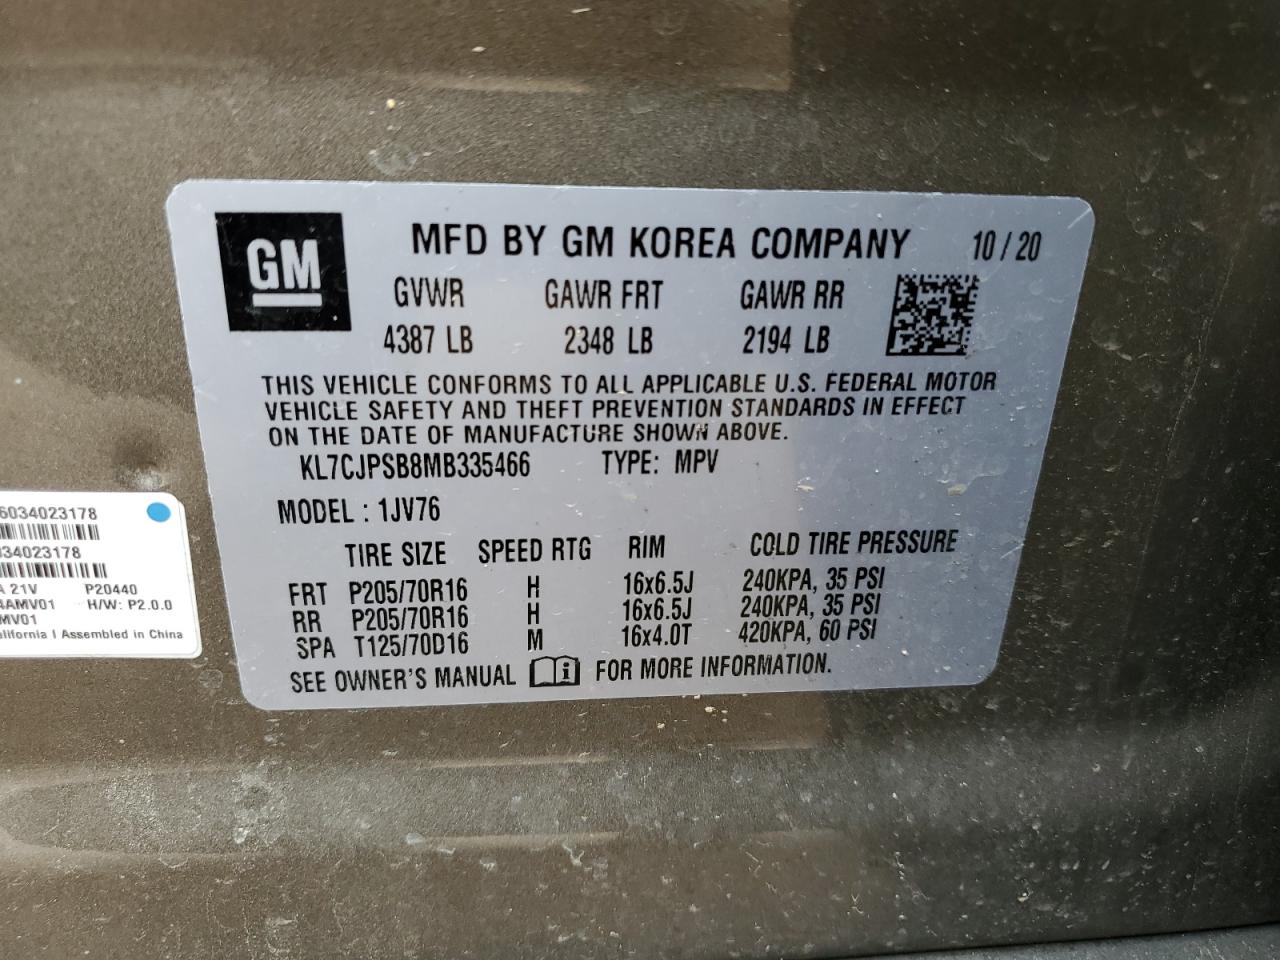 GM
MFD BY GM KOREA COMPANY 10/20
GVWR GAWR FRT GAWR RR
4387 LB 2348 LB 2194 LB
THIS VEHICLE CONFORMS TO ALL APPLICABLE U.S. FEDERAL MOTOR
VEHICLE SAFETY AND THEFT PREVENTION STANDARDS IN EFFECT
ON THE DATE OF MANUFACTURE SHOWN ABOVE.
KL7CJPSB8MB335466 TYPE: MPV
MODEL : 1JV76
TIRE SIZE SPEED RTG RIM COLD TIRE PRESSURE
FRT P205/70R16 H 16x6.5J 240KPA, 35 PSI
RR P205/70R16 H 16x6.5J 240KPA, 35 PSI
SPA T125/70D16 M 16x4.0T 420KPA, 60 PSI
SEE OWNER'S MANUAL i FOR MORE INFORMATION.
6034023178
34023178
A 21V P20440
AMV01 H/W: P2.0.0
MV01
alifornia | Assembled in China